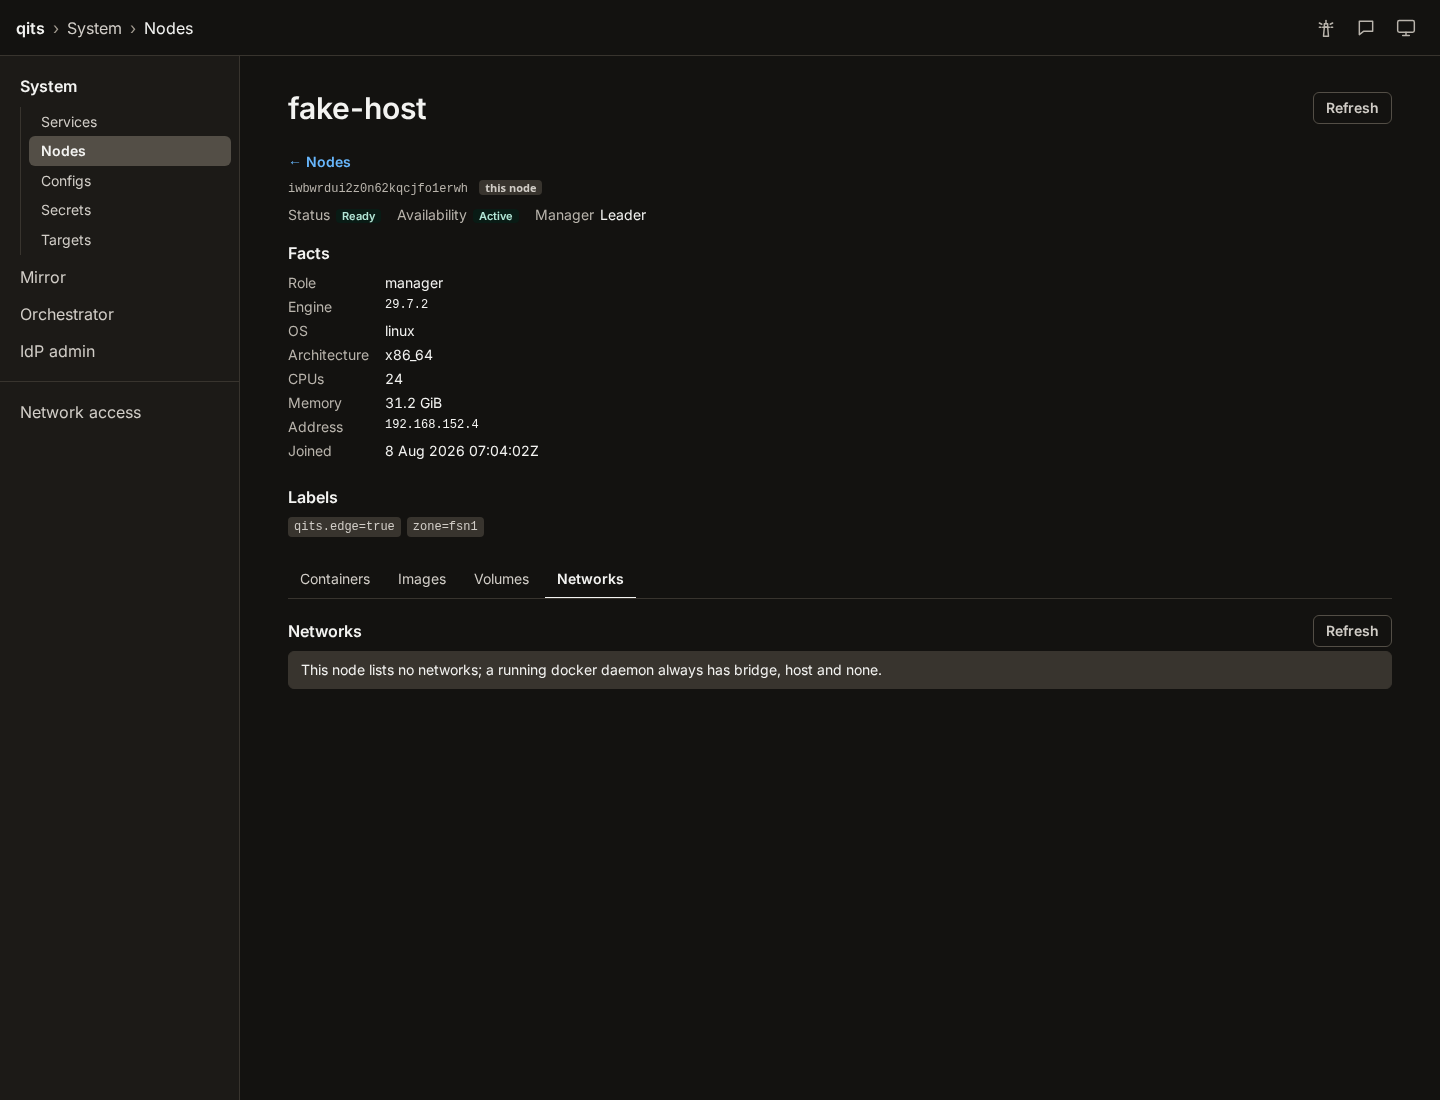 qits › System › Nodes
System
Services
Nodes
Configs
Secrets
Targets
Mirror
Orchestrator
IdP admin
Network access
fake-host
Refresh
← Nodes
iwbwrdui2z0n62kqcjfo1erwh this node
Status Ready Availability Active Manager Leader
Facts
Role manager
Engine 29.7.2
OS linux
Architecture x86_64
CPUs 24
Memory 31.2 GiB
Address 192.168.152.4
Joined 8 Aug 2026 07:04:02Z
Labels
qits.edge=true zone=fsn1
Containers Images Volumes Networks
Networks
Refresh
This node lists no networks; a running docker daemon always has bridge, host and none.